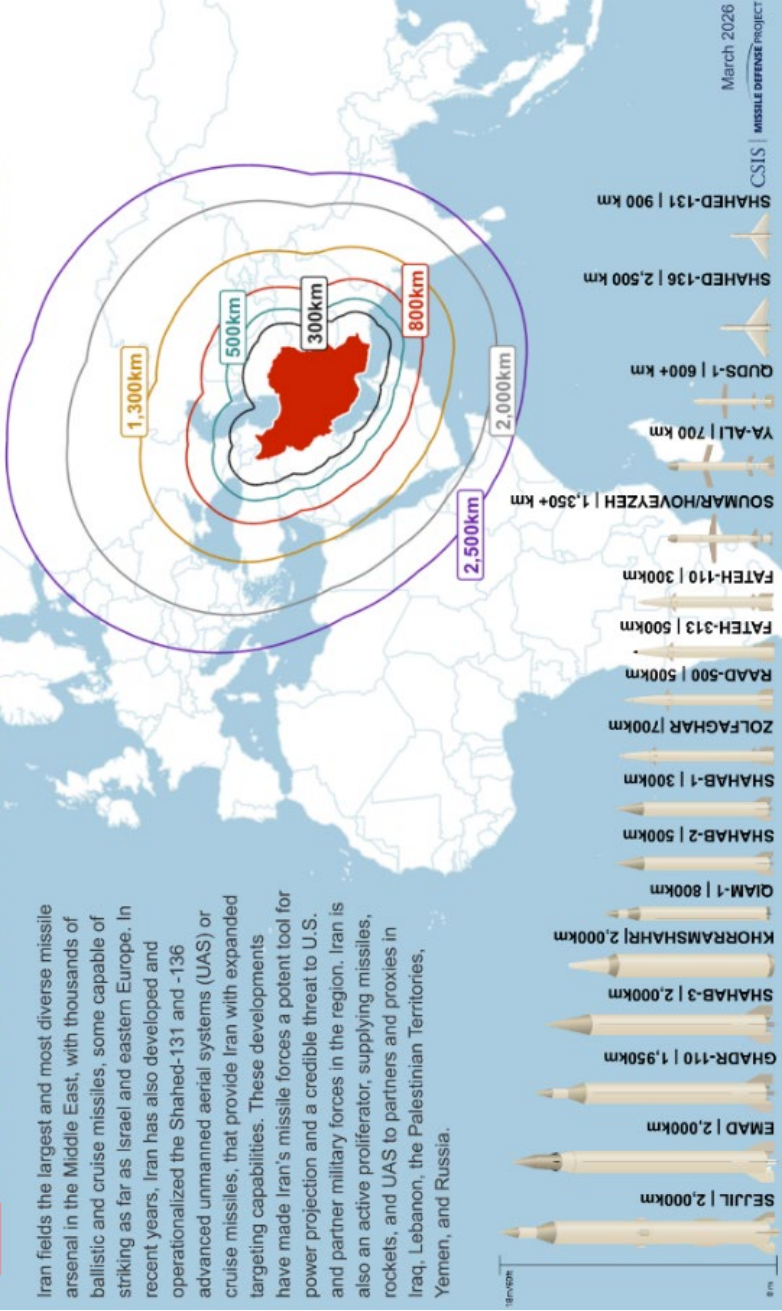 Iran fields the largest and most diverse missile
arsenal in the Middle East, with thousands of
ballistic and cruise missiles, some capable of
striking as far as Israel and eastern Europe. In
recent years, Iran has also developed and
operationalized the Shahed-131 and -136
advanced unmanned aerial systems (UAS) or
cruise missiles, that provide Iran with expanded
targeting capabilities. These developments
have made Iran's missile forces a potent tool for
power projection and a credible threat to U.S.
and partner military forces in the region. Iran is
also an active proliferator, supplying missiles,
rockets, and UAS to partners and proxies in
Iraq, Lebanon, the Palestinian Territories,
Yemen, and Russia.
1,300km
500km
300km
800km
2,000km
2,500km
SEJJIL | 2,000km
EMAD | 2,000km
GHADR-110 | 1,950km
SHAHAB-3 | 2,000km
KHORRAMSHAHR| 2,000km
QIAM-1 | 800km
SHAHAB-2 | 500km
SHAHAB-1 | 300km
ZOLFAGHAR |700km
RAAD-500 | 500km
FATEH-313 | 500km
FATEH-110 | 300km
SOUMAR/HOVEYZEH | 1,350+ km
YA-ALI | 700 km
QUDS-1 | 600+ km
SHAHED-136 | 2,500 km
SHAHED-131 | 900 km
18m/60ft
0 m
March 2026
CSIS | MISSILE DEFENSE PROJECT